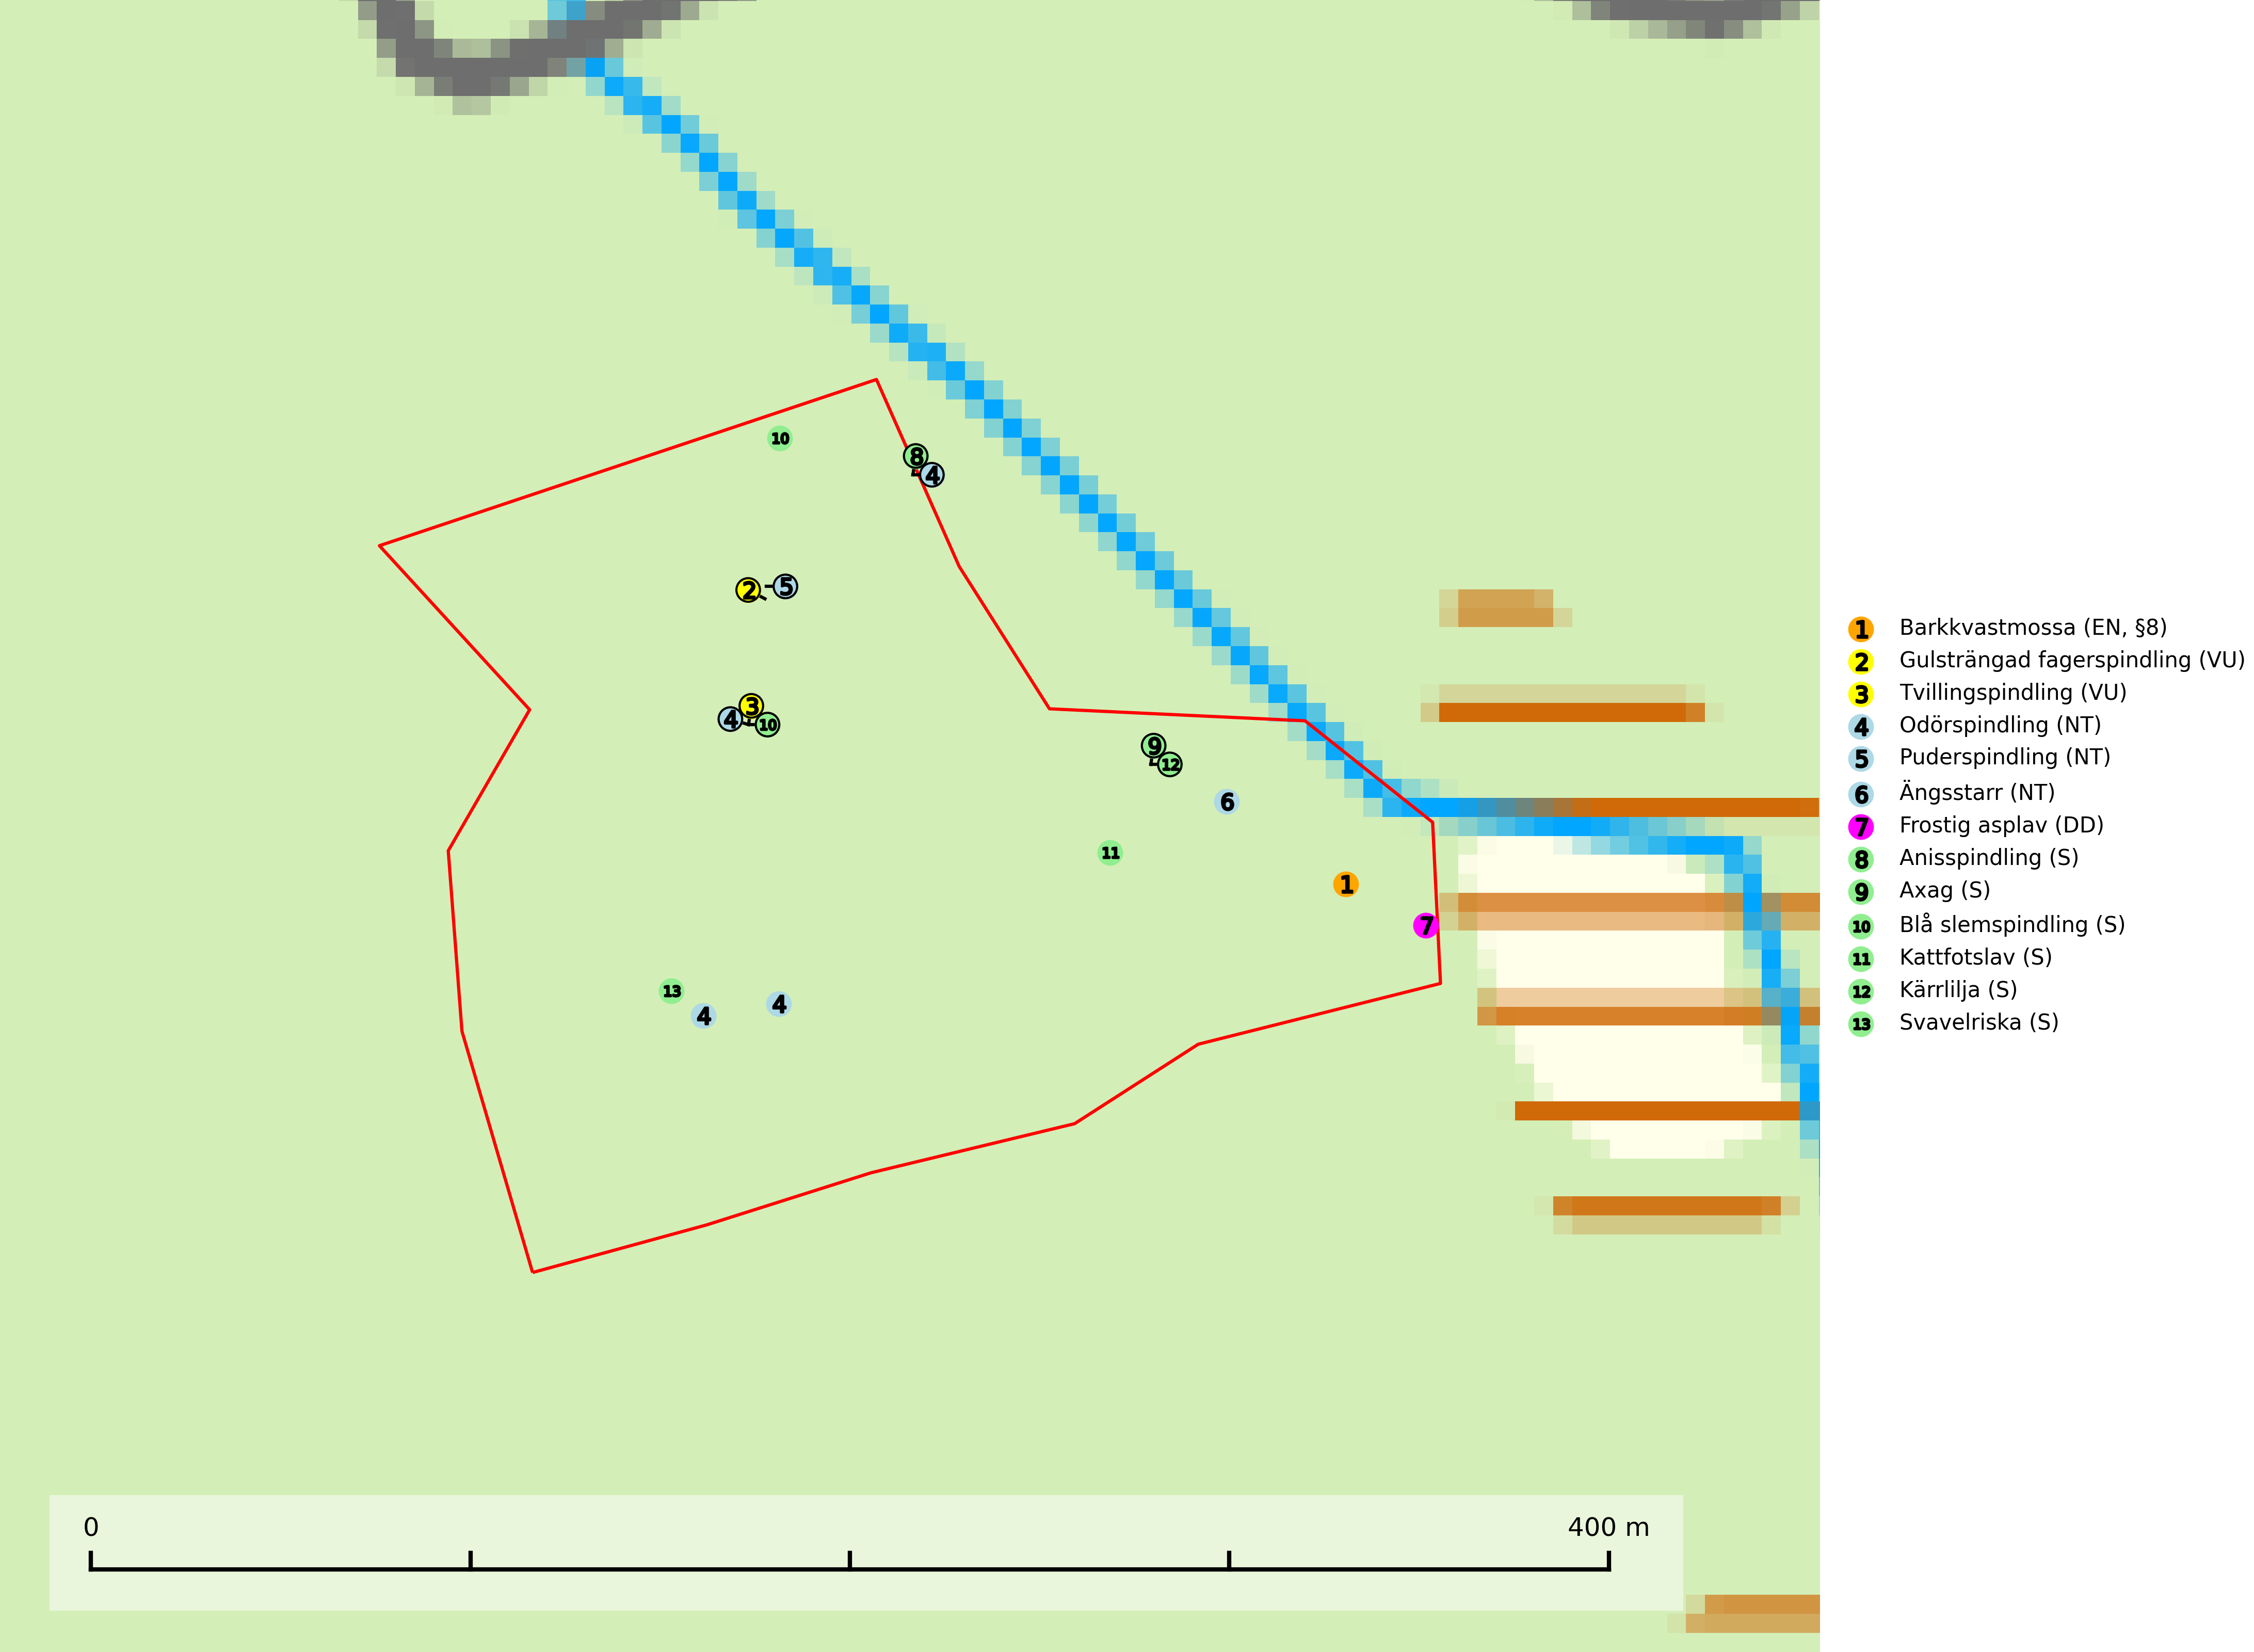 10
8
4
2 5
3
4 10
9
12
6
11
1
7
13
4 4
0 400 m
1 Barkkvastmossa (EN, §8)
2 Gulsträngad fagerspindling (VU)
3 Tvillingspindling (VU)
4 Odörspindling (NT)
5 Puderspindling (NT)
6 Ängsstarr (NT)
7 Frostig asplav (DD)
8 Anisspindling (S)
9 Axag (S)
10 Blå slemspindling (S)
11 Kattfotslav (S)
12 Kärrlilja (S)
13 Svavelriska (S)